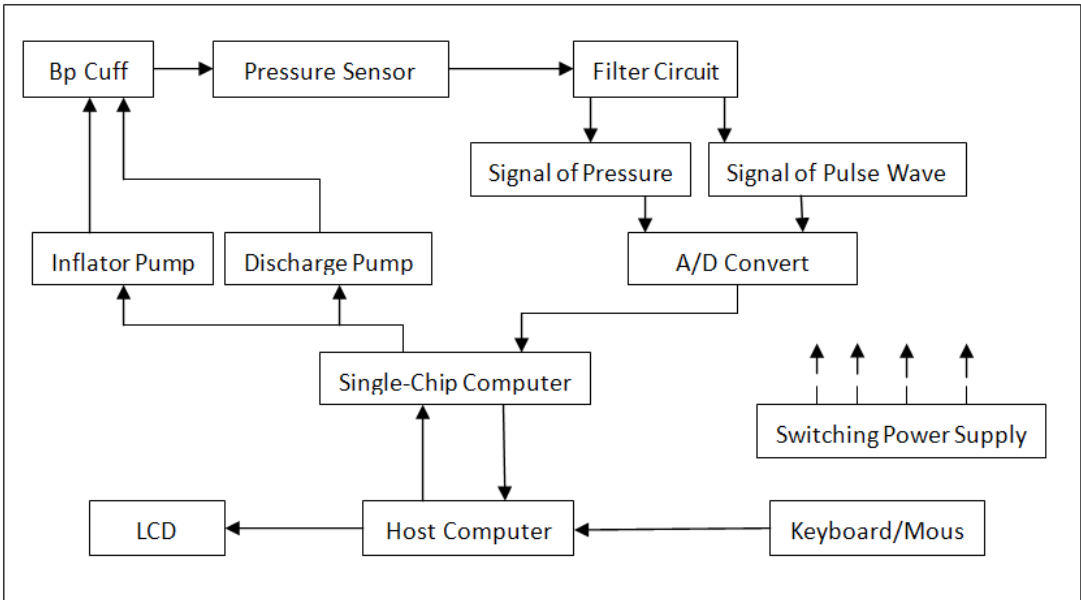 Bp Cuff
Pressure Sensor
Filter Circuit
Signal of Pressure
Signal of Pulse Wave
Inflator Pump
Discharge Pump
A/D Convert
Single-Chip Computer
Switching Power Supply
LCD
Host Computer
Keyboard/Mous